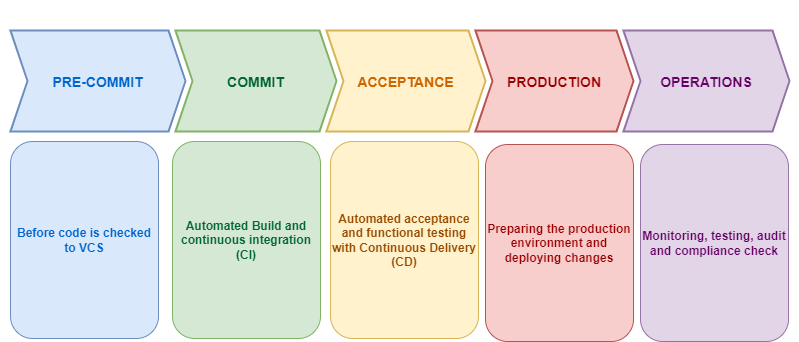 PRE-COMMIT
COMMIT
ACCEPTANCE
PRODUCTION
OPERATIONS
Before code is checked
to VCS
Automated Build and
continuous integration
(CI)
Automated acceptance
and functional testing
with Continuous Delivery
(CD)
Preparing the production
environment and
deploying changes
Monitoring, testing, audit
and compliance check